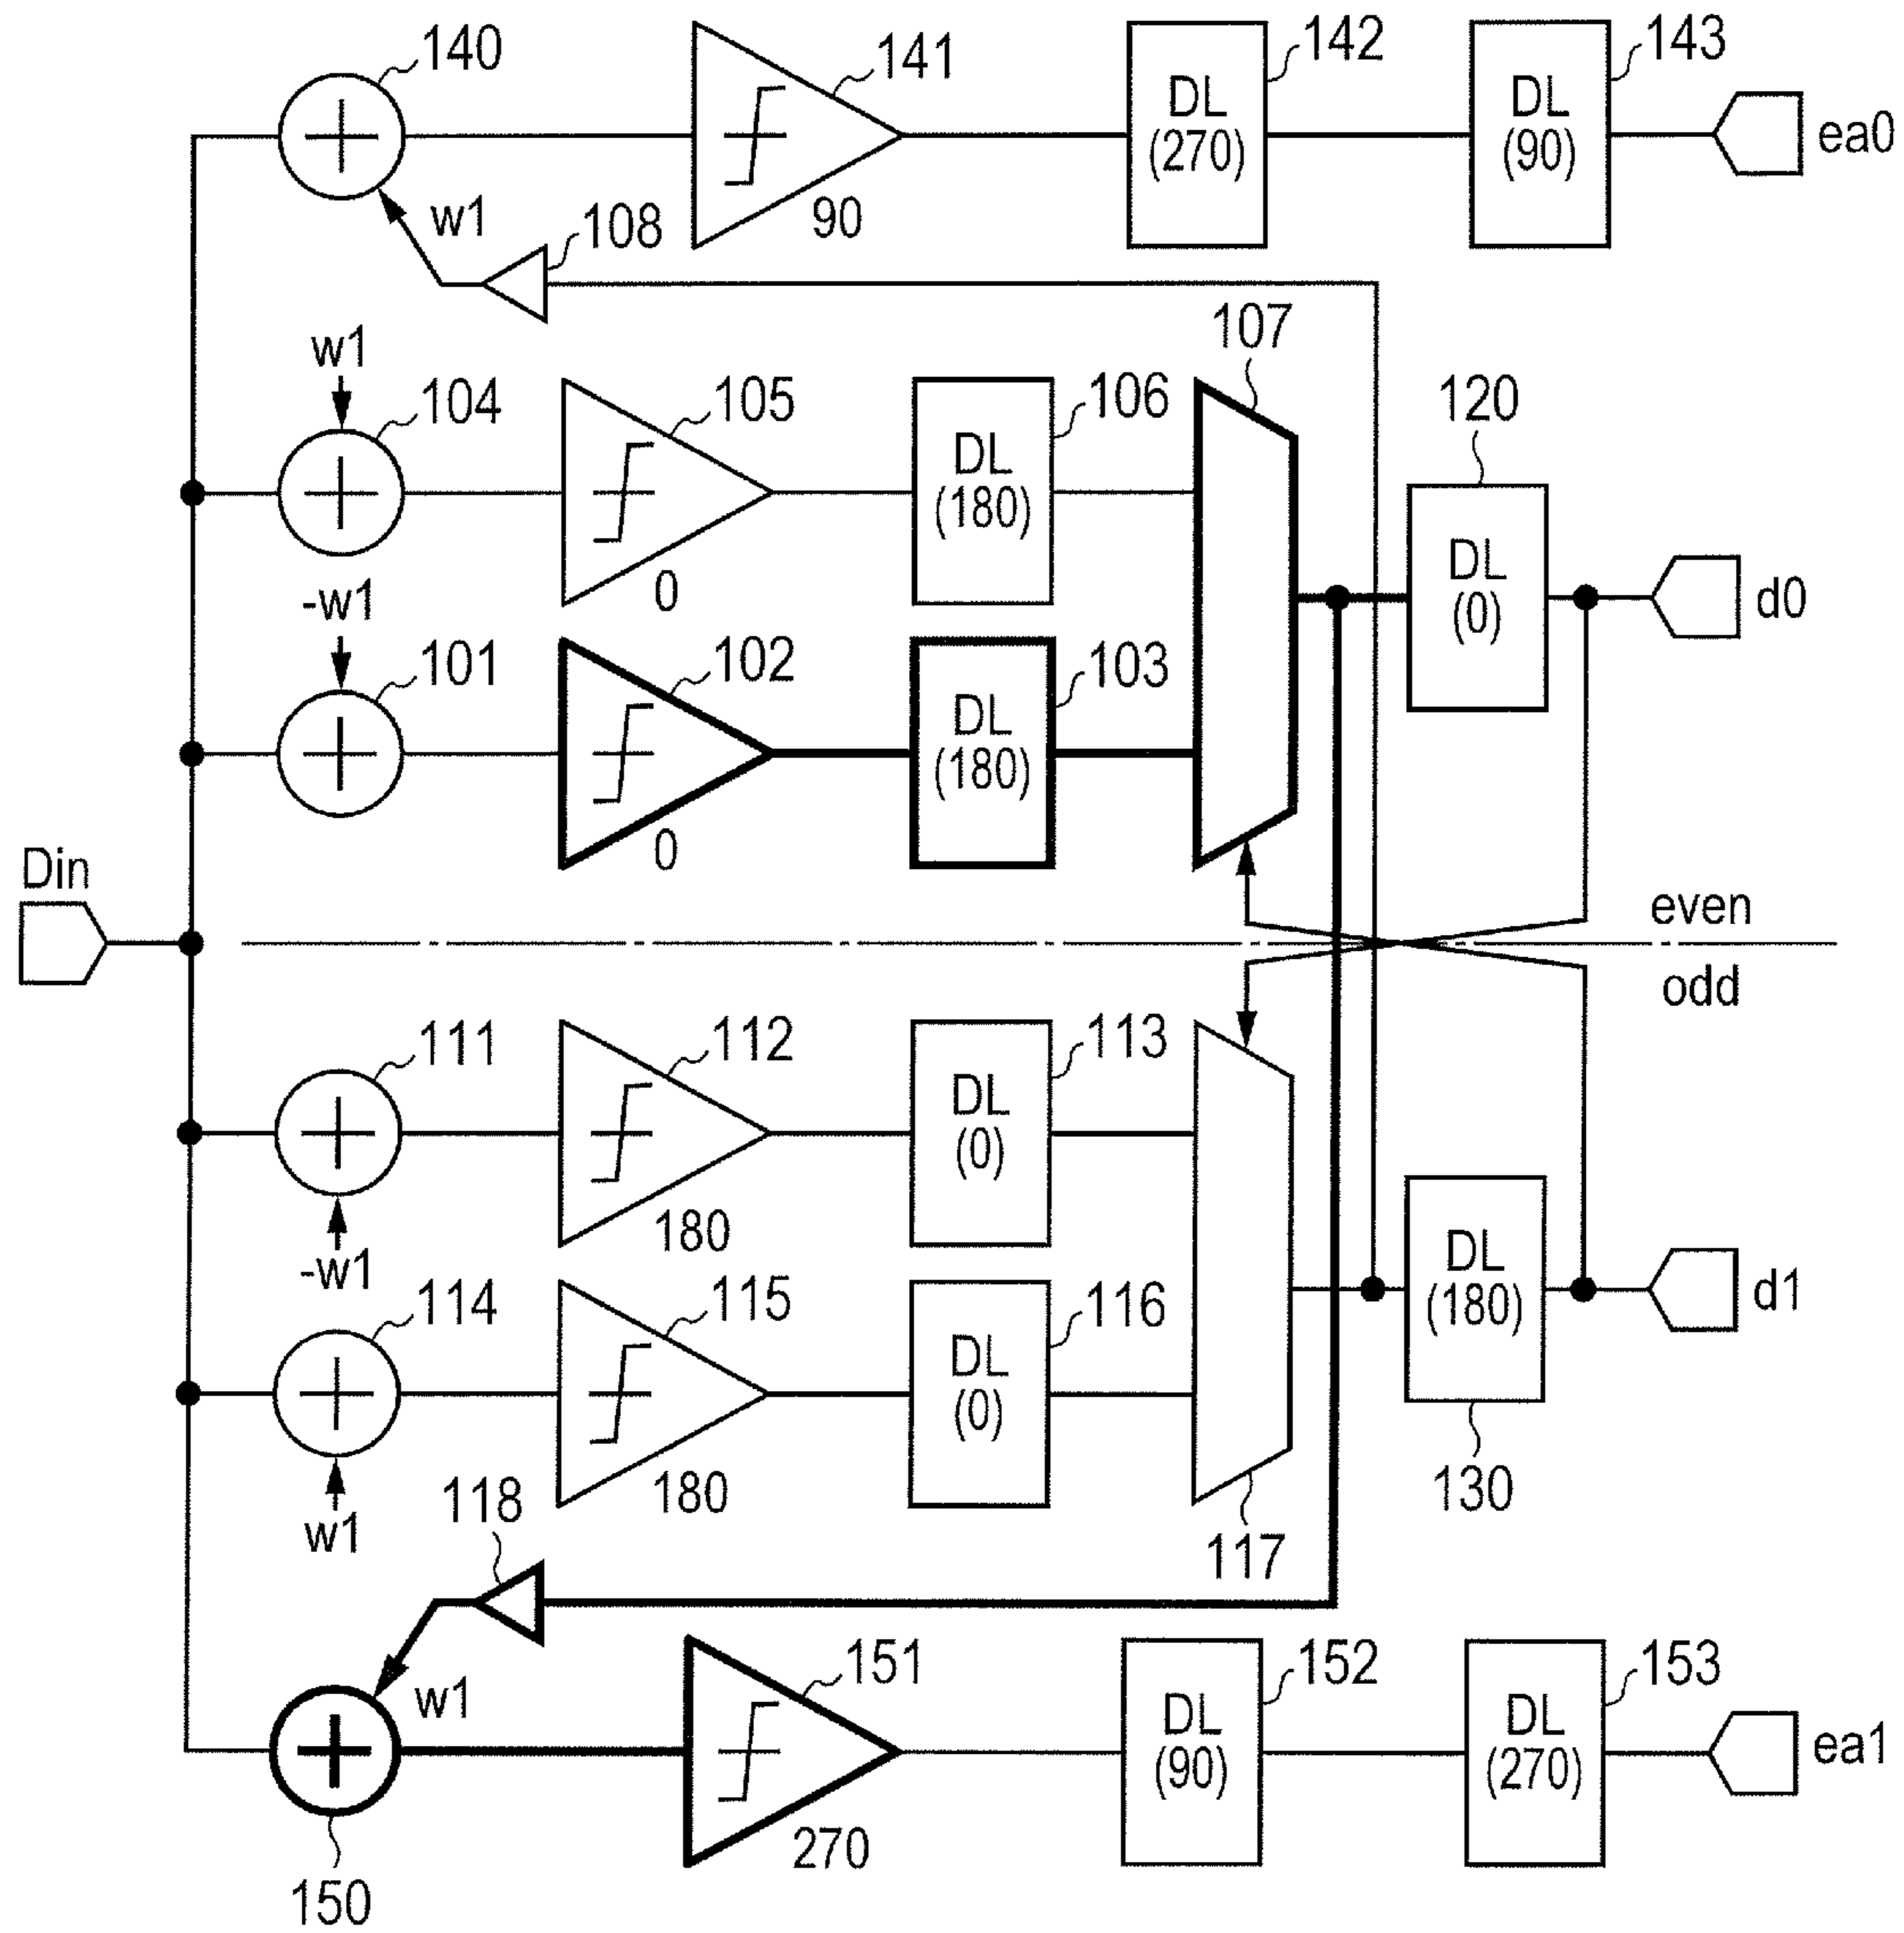 140
141
142
143
DL
(270)
DL
(90)
ea0
w1
108
90
w1
107
104
105
106
120
DL
(180)
DL
(0)
d0
0
-w1
101
102
103
DL
(180)
0
Din
even
odd
111
112
113
DL
(0)
180
-w1
114
115
116
DL
(0)
DL
(180)
d1
180
130
w1
118
117
w1
151
152
153
DL
(90)
DL
(270)
ea1
270
150